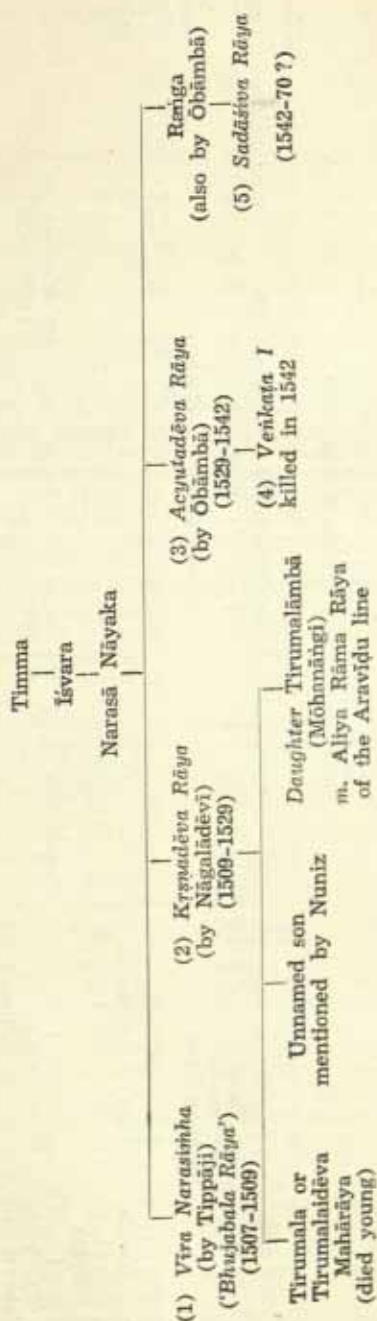 Timma
Īśvara
Narasā Nāyaka
(1) Vīra Narasiṁha
(by Tippāji)
('Bhujabala Rāya')
(1507-1509)
(2) Kṛṣṇadēva Rāya
(by Nāgalādēvī)
(1509-1529)
(3) Acyutadēva Rāya
(by Ōbāmbā)
(1529-1542)
Raṅga
(also by Ōbāmbā)
(4) Veṅkaṭa I
killed in 1542
(5) Sadāśiva Rāya
(1542-70 ?)
Tirumala or
Tirumalaidēva
Mahārāya
(died young)
Unnamed son
mentioned by Nuniz
Daughter Tirumalāmbā
(Mōhanāṅgi)
m. Aliya Rāma Rāya
of the Araviḍu line